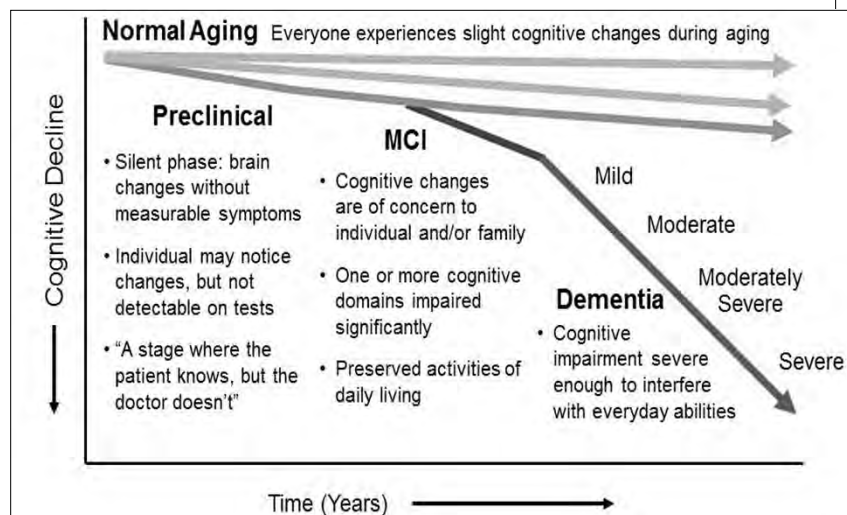 Normal Aging Everyone experiences slight cognitive changes during aging
Preclinical
• Silent phase: brain
changes without
measurable symptoms
• Individual may notice
changes, but not
detectable on tests
• “A stage where the
patient knows, but the
doctor doesn’t”
MCI
• Cognitive changes
are of concern to
individual and/or family
• One or more cognitive
domains impaired
significantly
• Preserved activities of
daily living
Dementia
• Cognitive
impairment severe
enough to interfere
with everyday abilities
Mild
Moderate
Moderately
Severe
Severe
Cognitive Decline
Time (Years)